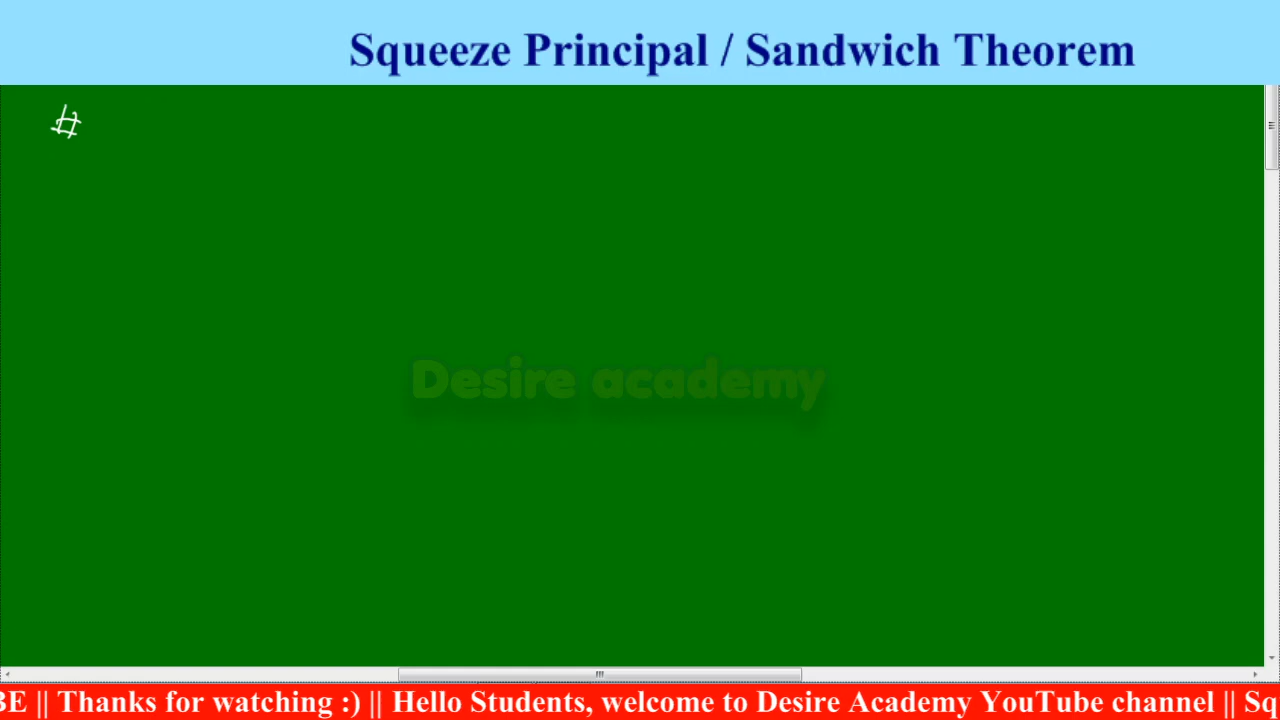 Squeeze Principal / Sandwich Theorem
#
Desire academy
BE || Thanks for watching :) || Hello Students, welcome to Desire Academy YouTube channel || Sq